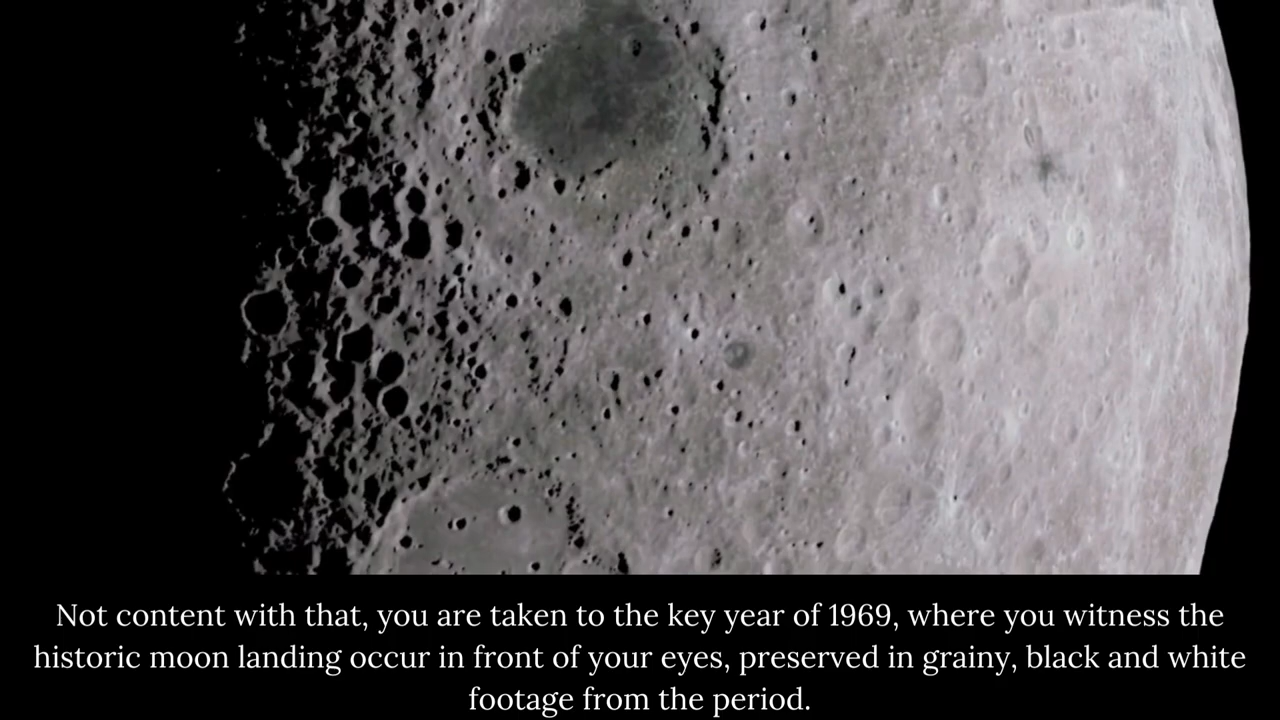 Not content with that, you are taken to the key year of 1969, where you witness the
historic moon landing occur in front of your eyes, preserved in grainy, black and white
footage from the period.